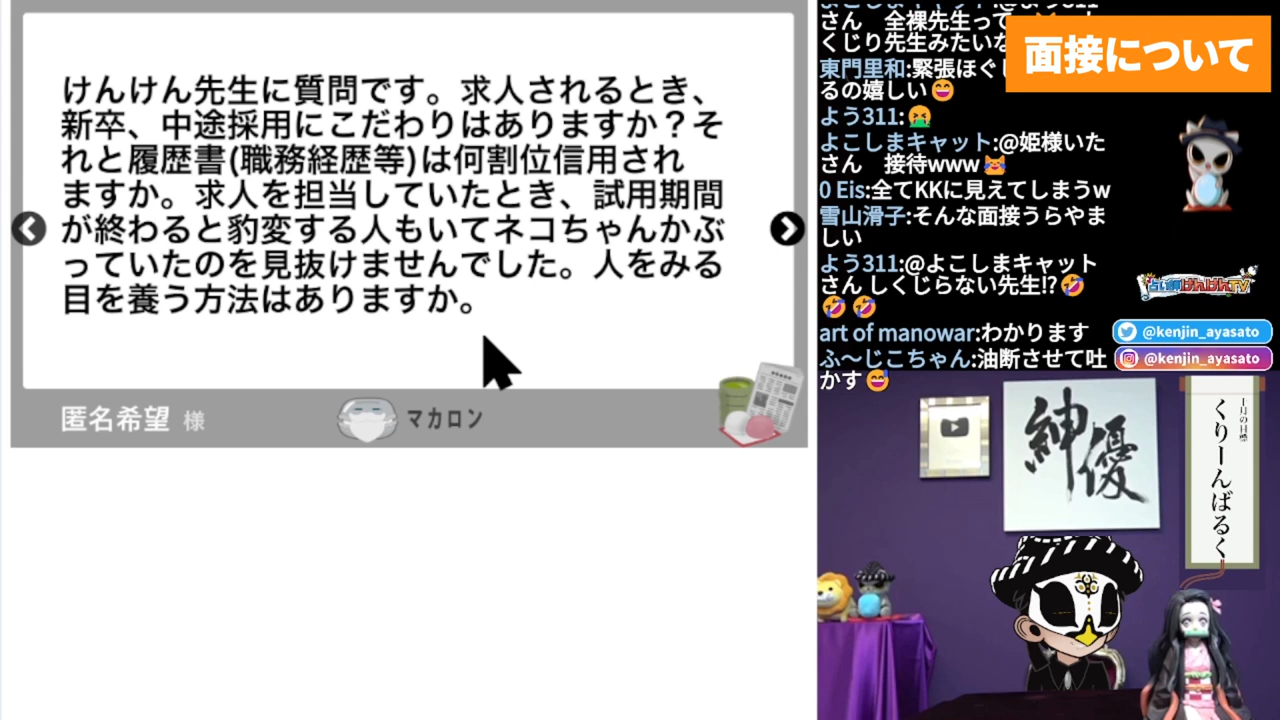 けんけん先生に質問です。求人されるとき、
新卒、中途採用にこだわりはありますか？そ
れと履歴書(職務経歴等)は何割位信用され
ますか。求人を担当していたとき、試用期間
が終わると豹変する人もいてネコちゃんかぶ
っていたのを見抜けませんでした。人をみる
目を養う方法はありますか。
匿名希望 様
マカロン
さん 全裸先生って
くじり先生みたいな
東門里和:緊張ほぐし
るの嬉しい😄
よう311:🤮
よこしまキャット:@姫様いた
さん 接待www😹
0 Eis:全てKKに見えてしまうw
雪山滑子:そんな面接うらやま
しい
よう311:@よこしまキャット
さん しくじらない先生⁉🤣
🤣 🤣
art of manowar:わかります
ふ〜じこちゃん:油断させて吐
かす😅
面接について
占い師けんけんTV
@kenjin_ayasato
@kenjin_ayasato
紳優
十月の目標
くりーんばるく